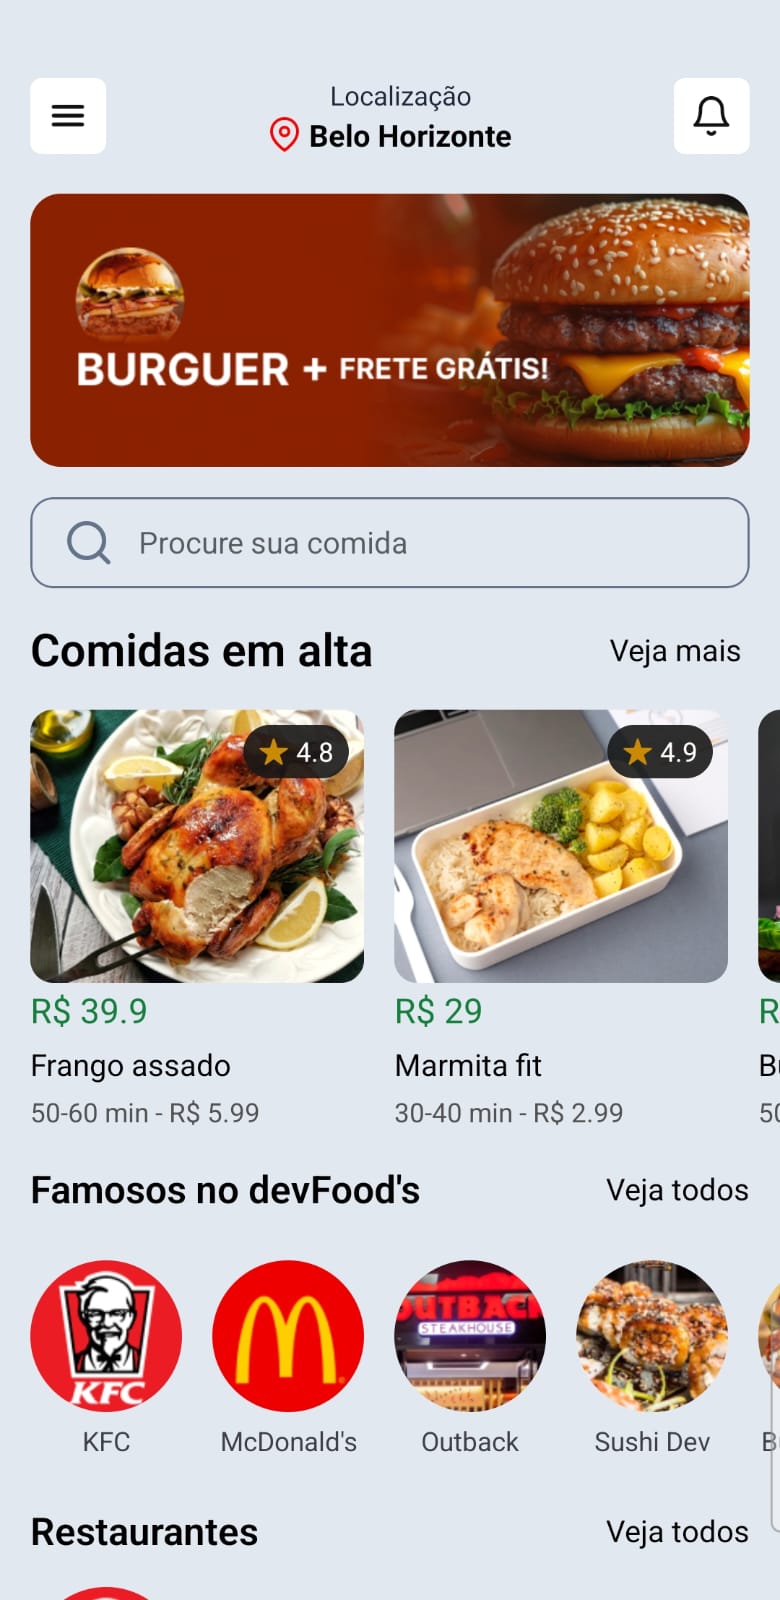 Localização
Belo Horizonte
BURGUER + FRETE GRÁTIS!
Procure sua comida
Comidas em alta
Veja mais
4.8
4.9
R$ 39.9
R$ 29
Frango assado
Marmita fit
50-60 min - R$ 5.99
30-40 min - R$ 2.99
Famosos no devFood's
Veja todos
KFC
OUTBACK
STEAKHOUSE
KFC
McDonald's
Outback
Sushi Dev
Restaurantes
Veja todos